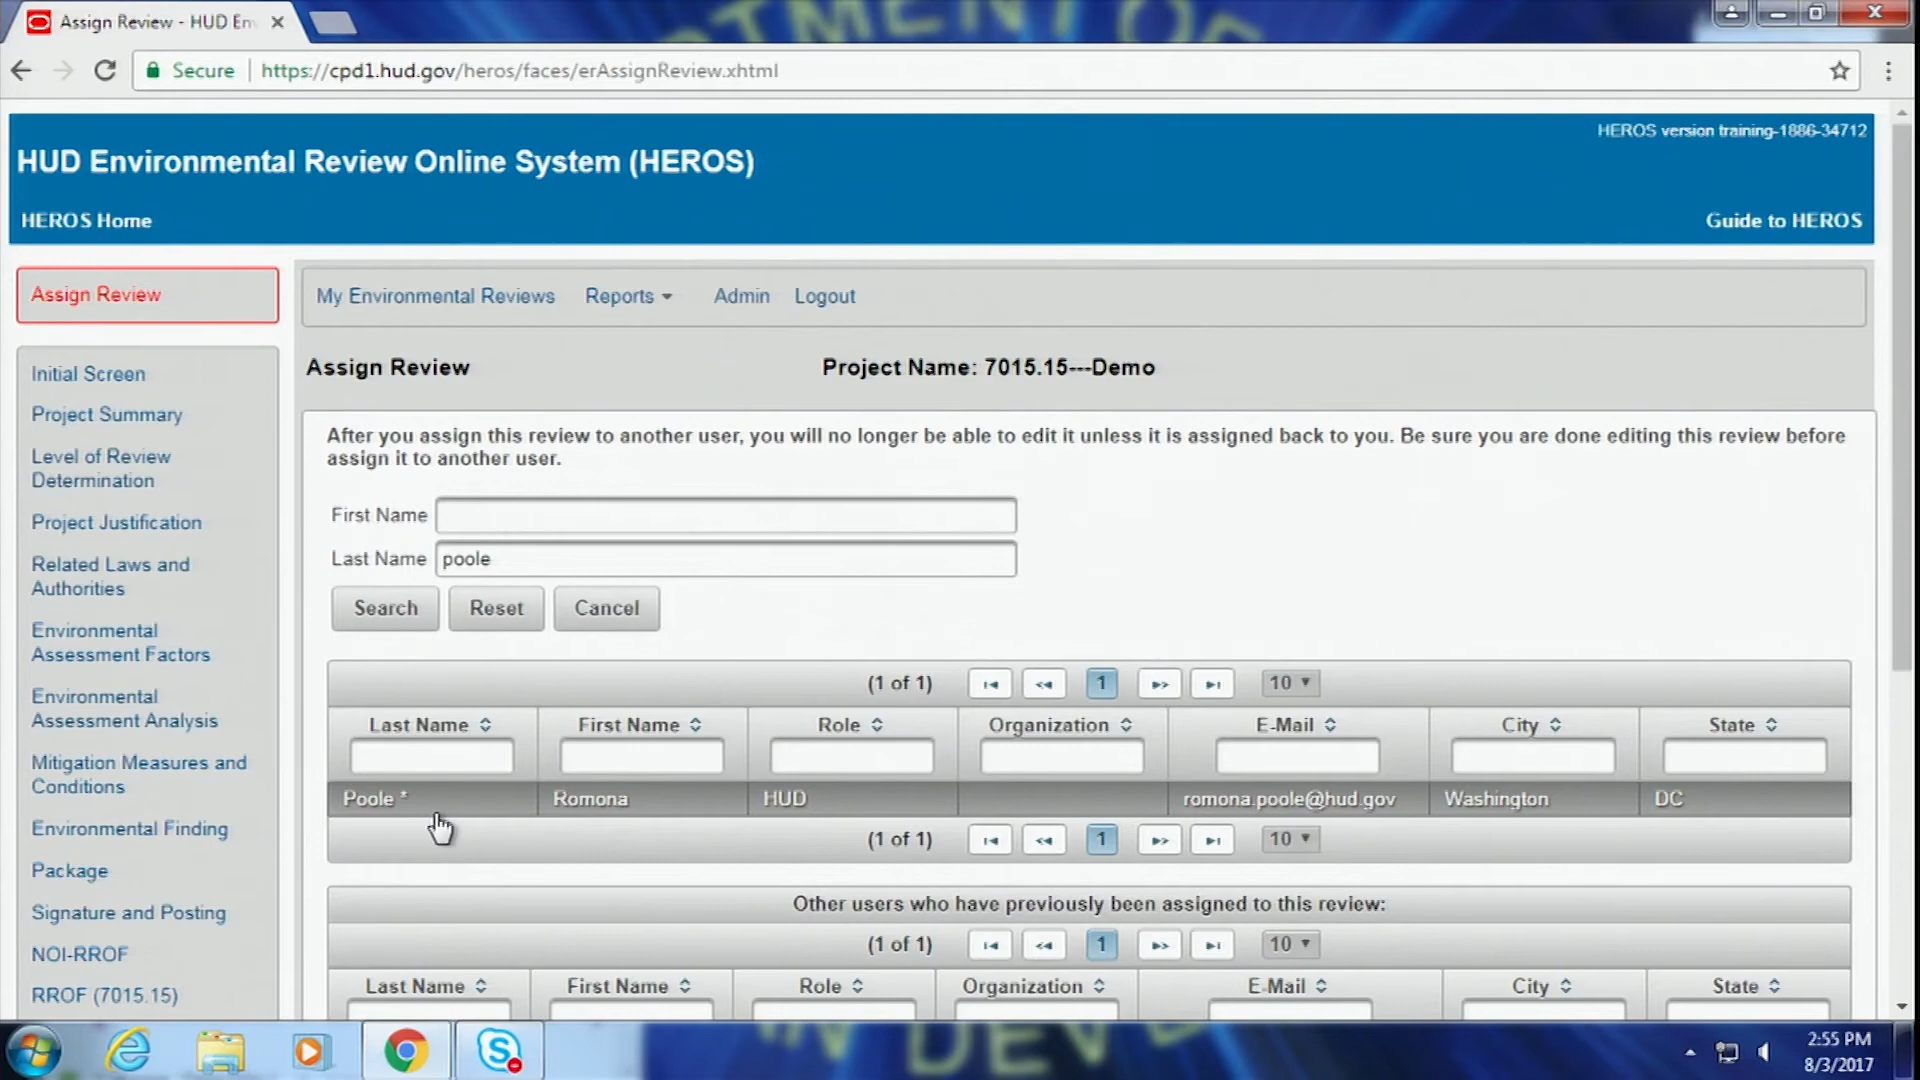 TMENT OF
Assign Review - HUD En
Secure
https://cpd1.hud.gov/heros/faces/erAssignReview.xhtml
HEROS version training-1886-34712
HUD Environmental Review Online System (HEROS)
HEROS Home
Guide to HEROS
Assign Review
My Environmental Reviews Reports Admin Logout
Initial Screen
Project Summary
Level of Review
Determination
Project Justification
Related Laws and
Authorities
Environmental
Assessment Factors
Environmental
Assessment Analysis
Mitigation Measures and
Conditions
Environmental Finding
Package
Signature and Posting
NOI-RROF
RROF (7015.15)
Assign Review Project Name: 7015.15---Demo
After you assign this review to another user, you will no longer be able to edit it unless it is assigned back to you. Be sure you are done editing this review before
assign it to another user.
First Name
Last Name poole
Search Reset Cancel
(1 of 1) 1 10
Last Name First Name Role Organization E-Mail City State
Poole * Romona HUD romona.poole@hud.gov Washington DC
(1 of 1) 1 10
Other users who have previously been assigned to this review:
(1 of 1) 1 10
Last Name First Name Role Organization E-Mail City State
N DEV
2:55 PM
8/3/2017